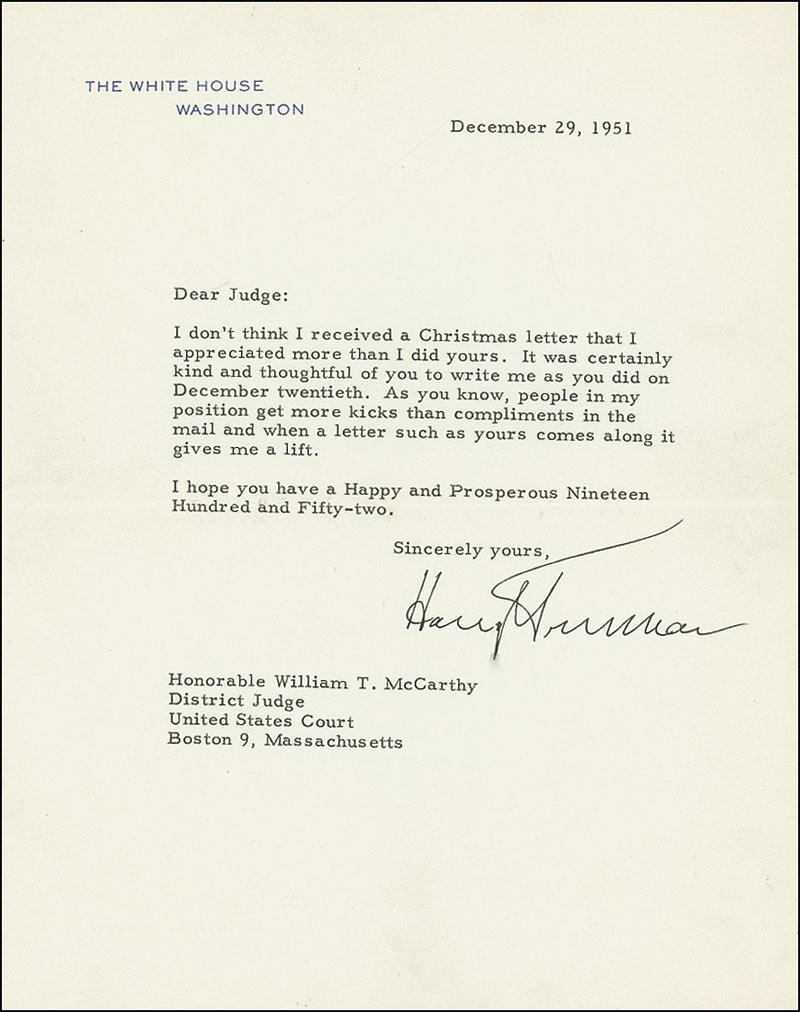 THE WHITE HOUSE
WASHINGTON
December 29, 1951
Dear Judge:
I don't think I received a Christmas letter that I
appreciated more than I did yours. It was certainly
kind and thoughtful of you to write me as you did on
December twentieth. As you know, people in my
position get more kicks than compliments in the
mail and when a letter such as yours comes along it
gives me a lift.
I hope you have a Happy and Prosperous Nineteen
Hundred and Fifty-two.
Sincerely yours,
Harry Truman
Honorable William T. McCarthy
District Judge
United States Court
Boston 9, Massachusetts